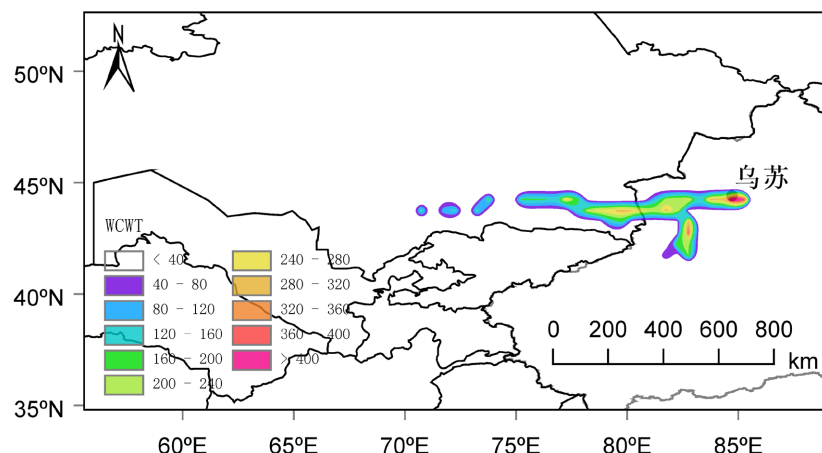 N
50ºN
45ºN
40ºN
35ºN
乌苏
WCWT
< 40
40 - 80
80 - 120
120 - 160
160 - 200
200 - 240
240 - 280
280 - 320
320 - 360
360 - 400
> 400
0 200 400 600 800
km
60ºE 65ºE 70ºE 75ºE 80ºE 85ºE